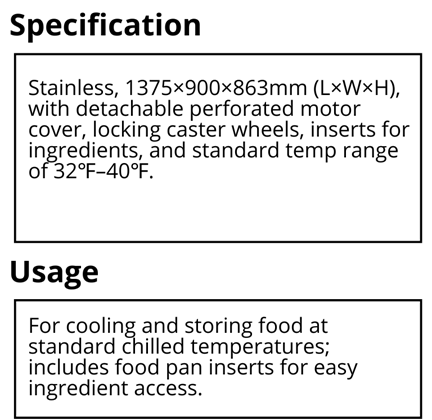 Specification
Stainless, 1375×900×863mm (L×W×H),
with detachable perforated motor
cover, locking caster wheels, inserts for
ingredients, and standard temp range
of 32°F–40°F.
Usage
For cooling and storing food at
standard chilled temperatures;
includes food pan inserts for easy
ingredient access.